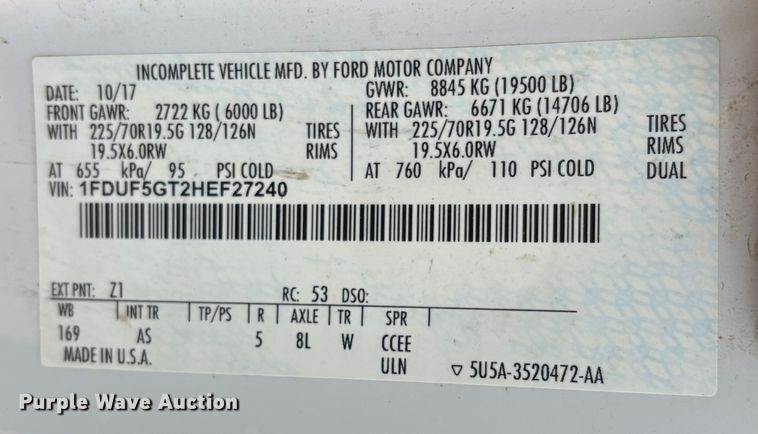 INCOMPLETE VEHICLE MFD. BY FORD MOTOR COMPANY
DATE: 10/17 GVWR: 8845 KG (19500 LB)
FRONT GAWR: 2722 KG ( 6000 LB) REAR GAWR: 6671 KG (14706 LB)
WITH 225/70R19.5G 128/126N TIRES WITH 225/70R19.5G 128/126N TIRES
19.5X6.0RW RIMS 19.5X6.0RW RIMS
AT 655 kPa/ 95 PSI COLD AT 760 kPa/ 110 PSI COLD DUAL
VIN: 1FDUF5GT2HEF27240
EXT PNT: Z1 RC: 53 DSO:
WB INT TR TP/PS R AXLE TR SPR
169 AS 5 8L W CCEE
MADE IN U.S.A. ULN ▽ 5U5A-3520472-AA
Purple Wave Auction